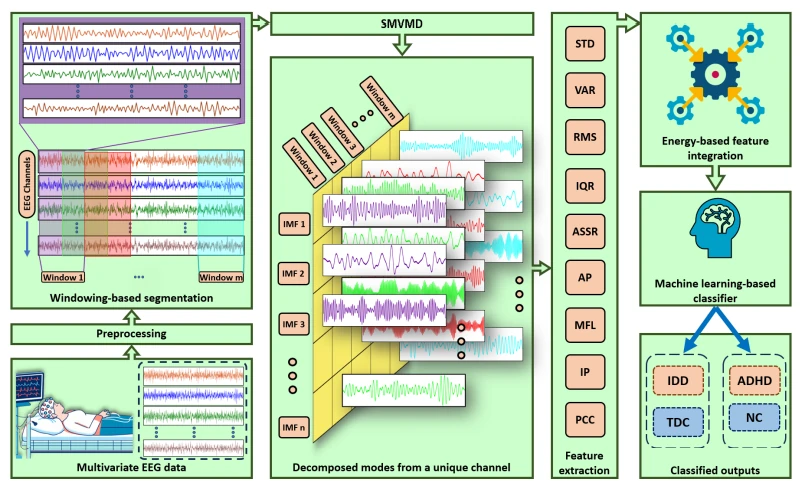 EEG Channels
Window 1
...
Window m
Windowing-based segmentation
Preprocessing
Multivariate EEG data
SMVMD
Window 1
Window 2
Window 3
Window m
IMF 1
IMF 2
IMF 3
IMF n
Decomposed modes from a unique channel
STD
VAR
RMS
IQR
ASSR
AP
MFL
IP
PCC
Feature
extraction
Energy-based feature
integration
Machine learning-based
classifier
IDD
TDC
ADHD
NC
Classified outputs